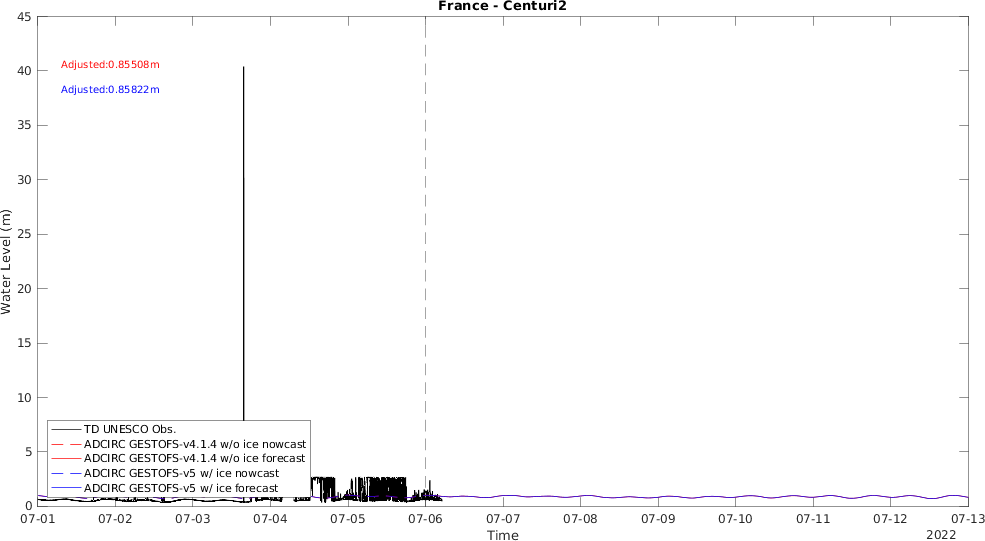 France - Centuri2
45
40
35
30
25
20
15
10
5
0
Water Level (m)
Adjusted:0.85508m
Adjusted:0.85822m
TD UNESCO Obs.
ADCIRC GESTOFS-v4.1.4 w/o ice nowcast
ADCIRC GESTOFS-v4.1.4 w/o ice forecast
ADCIRC GESTOFS-v5 w/ ice nowcast
ADCIRC GESTOFS-v5 w/ ice forecast
07-01 07-02 07-03 07-04 07-05 07-06 07-07 07-08 07-09 07-10 07-11 07-12 07-13
Time
2022